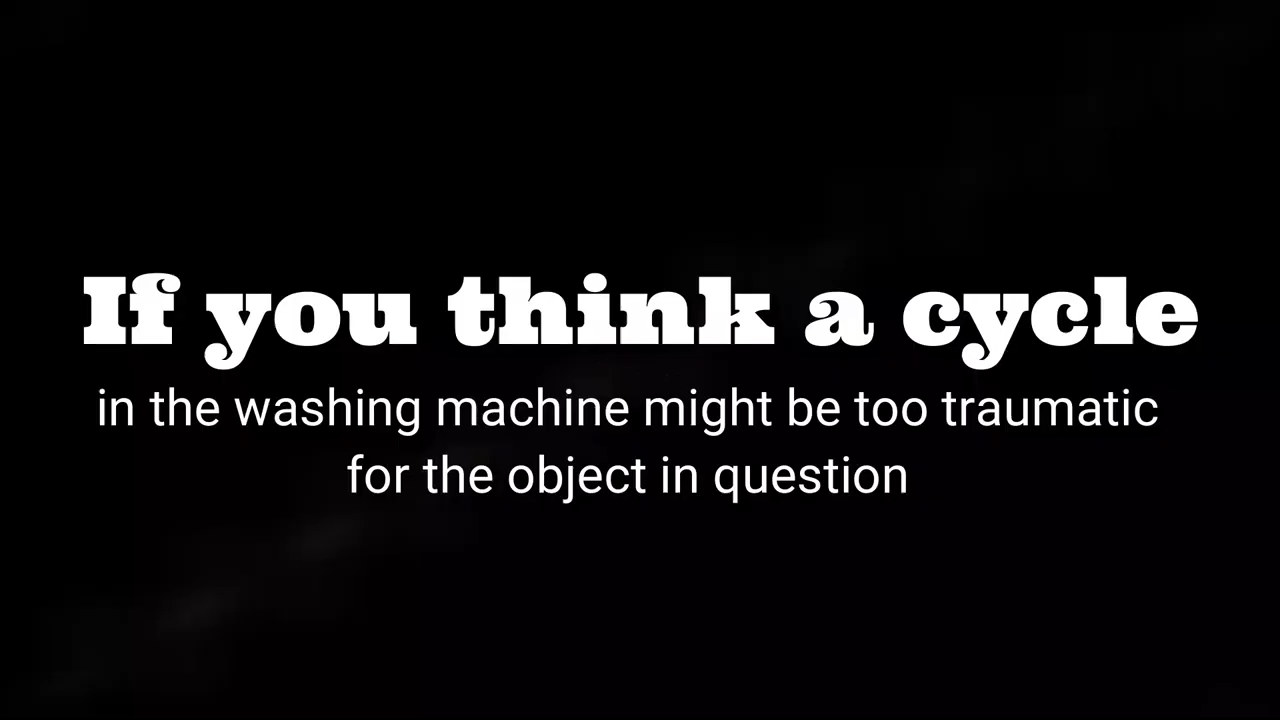 If you think a cycle
in the washing machine might be too traumatic
for the object in question